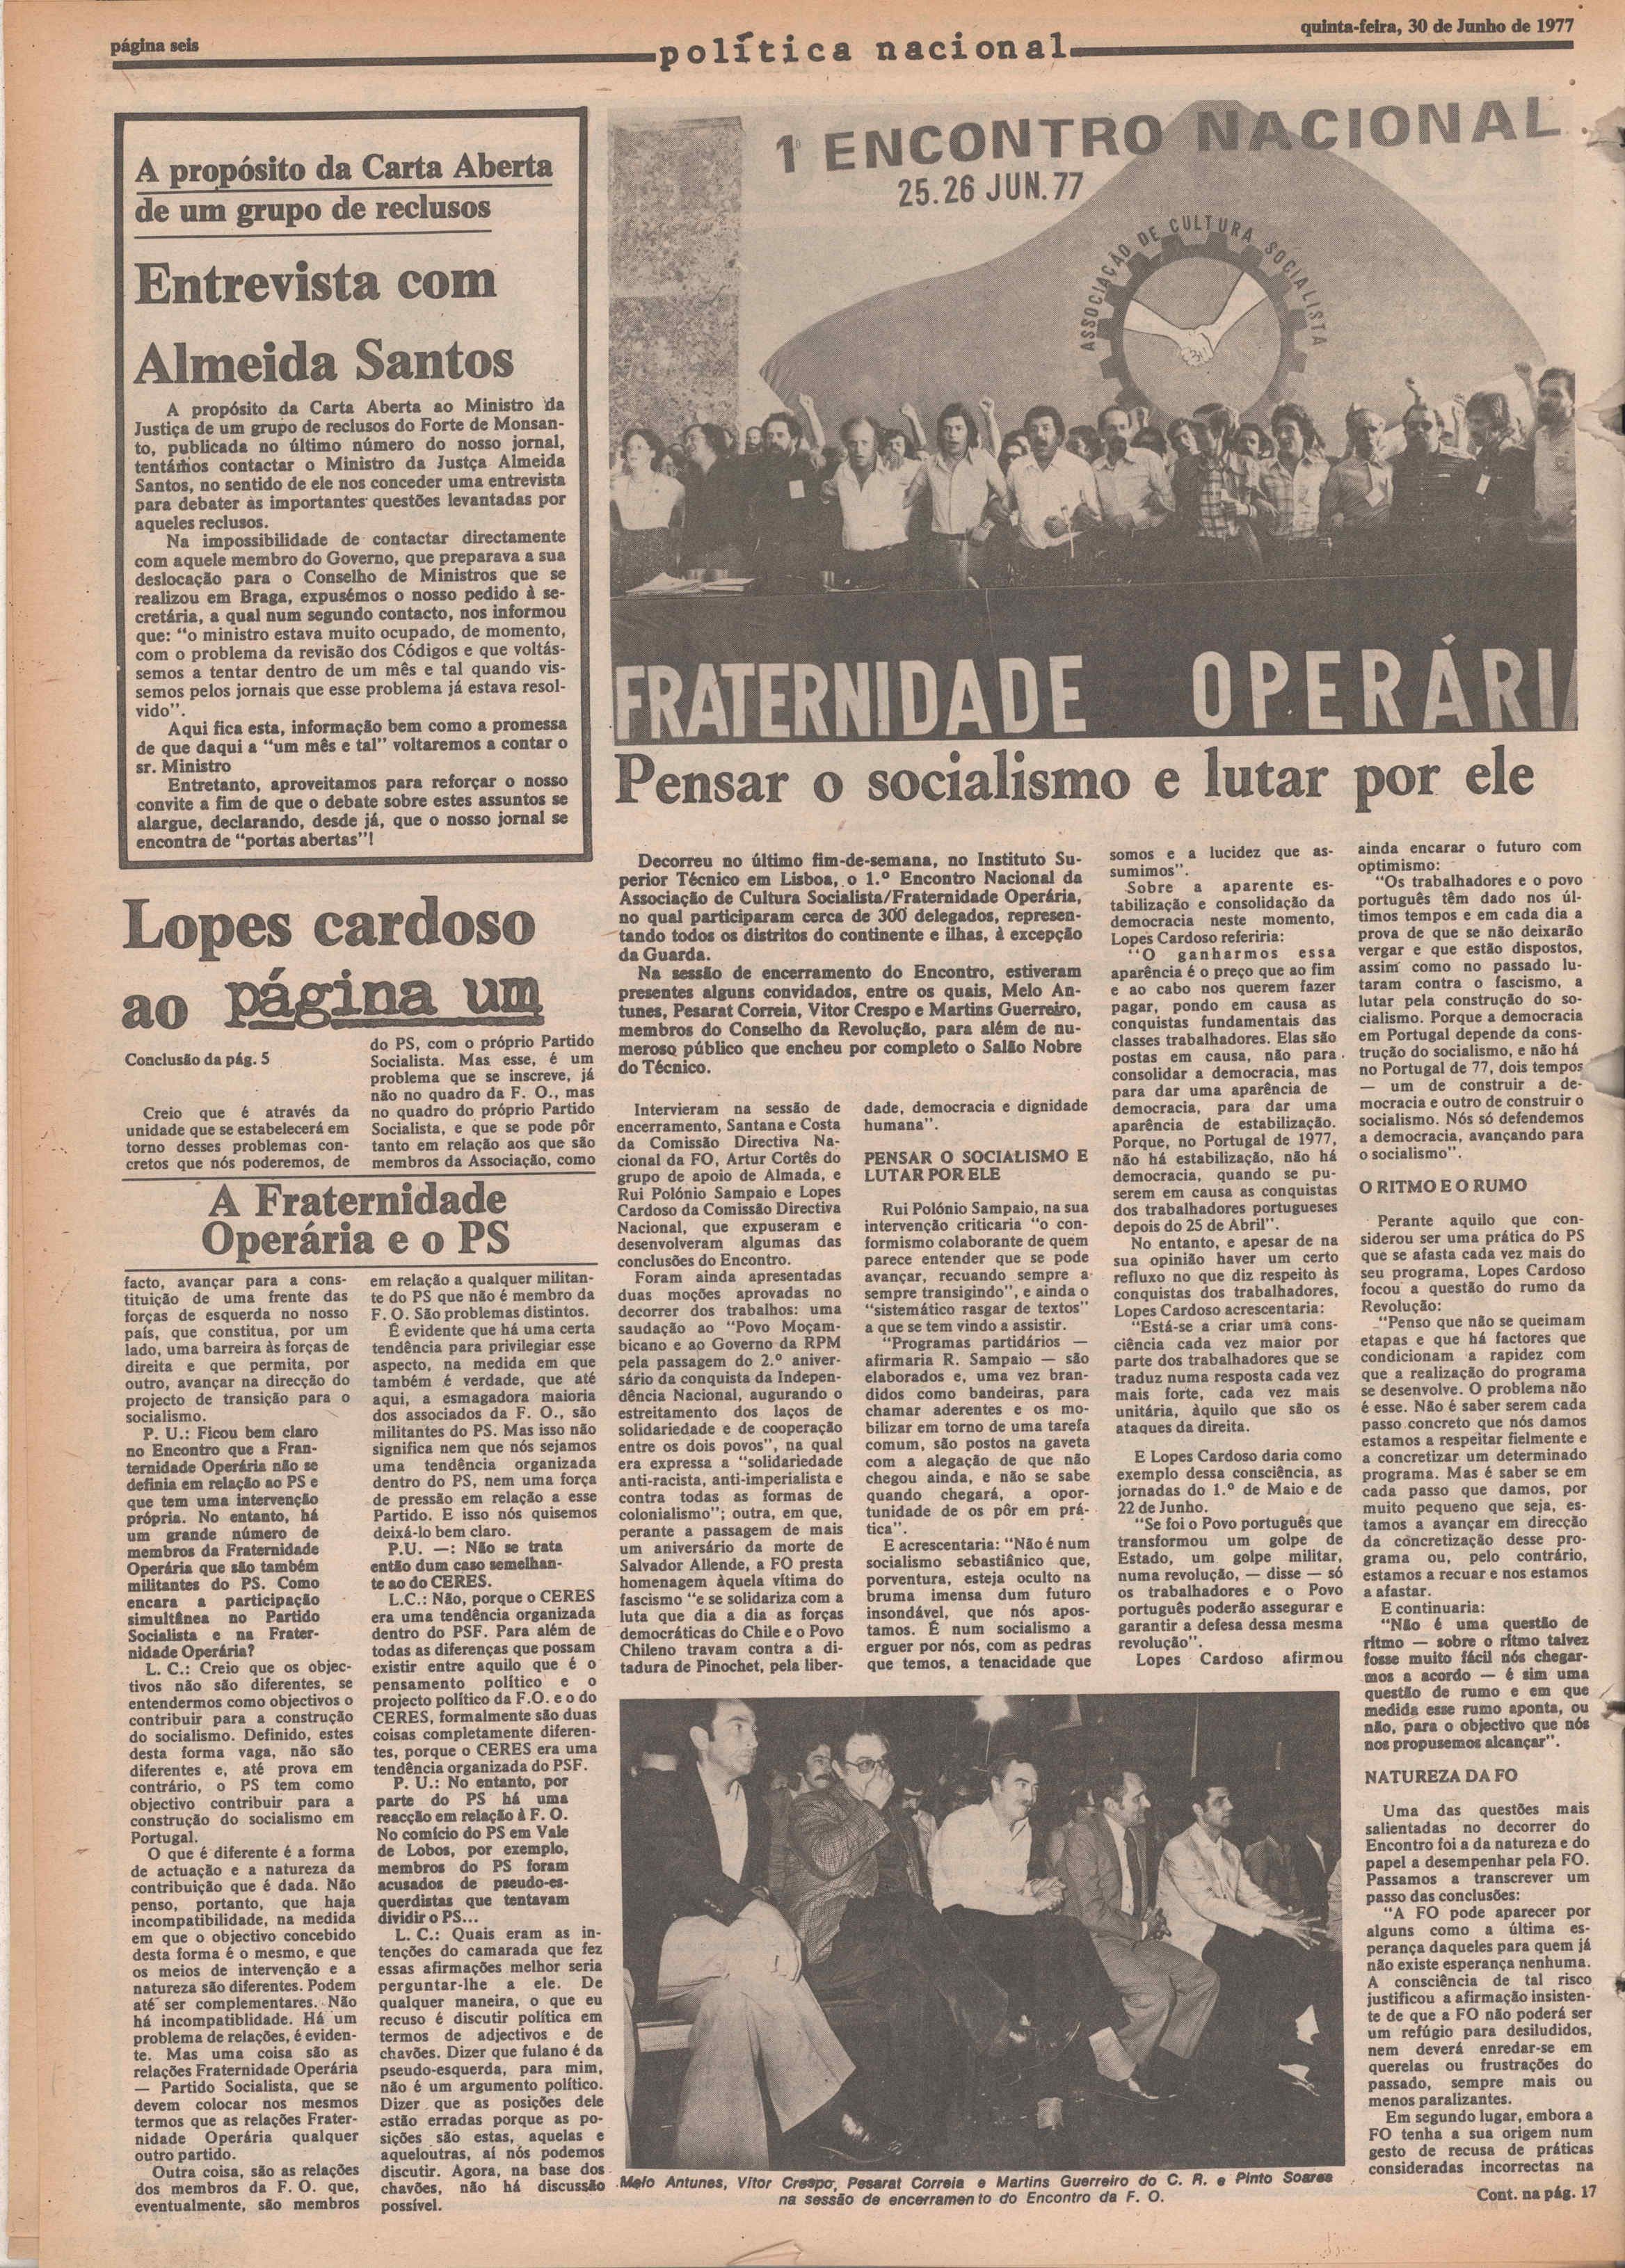 página seis
política nacional
quinta-feira, 30 de Junho de 1977
A propósito da Carta Aberta
de um grupo de reclusos
Entrevista com
Almeida Santos
A propósito da Carta Aberta ao Ministro da
Justiça de um grupo de reclusos do Forte de Monsan-
to, publicada no último número do nosso jornal,
tentámos contactar o Ministro da Justça Almeida
Santos, no sentido de ele nos conceder uma entrevista
para debater as importantes questões levantadas por
aqueles reclusos.
Na impossibilidade de contactar directamente
com aquele membro do Governo, que preparava a sua
deslocação para o Conselho de Ministros que se
realizou em Braga, expusémos o nosso pedido à se-
cretária, a qual num segundo contacto, nos informou
que: "o ministro estava muito ocupado, de momento,
com o problema da revisão dos Códigos e que voltás-
semos a tentar dentro de um mês e tal quando vis-
semos pelos jornais que esse problema já estava resol-
vido".
Aqui fica esta, informação bem como a promessa
de que daqui a "um mês e tal" voltaremos a contar o
sr. Ministro
Entretanto, aproveitamos para reforçar o nosso
convite a fim de que o debate sobre estes assuntos se
alargue, declarando, desde já, que o nosso jornal se
encontra de "portas abertas"!
Lopes cardoso
ao página um
Conclusão da pág. 5
Creio que é através da
unidade que se estabelecerá em
torno desses problemas con-
cretos que nós poderemos, de
do PS, com o próprio Partido
Socialista. Mas esse, é um
problema que se inscreve, já
não no quadro da F. O., mas
no quadro do próprio Partido
Socialista, e que se pode pôr
tanto em relação aos que são
membros da Associação, como
A Fraternidade
Operária e o PS
facto, avançar para a cons-
tituição de uma frente das
forças de esquerda no nosso
país, que constitua, por um
lado, uma barreira às forças de
direita e que permita, por
outro, avançar na direcção do
projecto de transição para o
socialismo.
P. U.: Ficou bem claro
no Encontro que a Fran-
ternidade Operária não se
definia em relação ao PS e
que tem uma intervenção
própria. No entanto, há
um grande número de
membros da Fraternidade
Operária que são também
militantes do PS. Como
encara a participação
simultânea no Partido
Socialista e na Frater-
nidade Operária?
L. C.: Creio que os objec-
tivos não são diferentes, se
entendermos como objectivos o
contribuir para a construção
do socialismo. Definido, estes
desta forma vaga, não são
diferentes e, até prova em
contrário, o PS tem como
objectivo contribuir para a
construção do socialismo em
Portugal.
O que é diferente é a forma
de actuação e a natureza da
contribuição que é dada. Não
penso, portanto, que haja
incompatibilidade, na medida
em que o objectivo concebido
desta forma é o mesmo, e que
os meios de intervenção e a
natureza são diferentes. Podem
até ser complementares. Não
há incompatiblidade. Há um
problema de relações, é eviden-
te. Mas uma coisa são as
relações Fraternidade Operária
— Partido Socialista, que se
devem colocar nos mesmos
termos que as relações Frater-
nidade Operária qualquer
outro partido.
Outra coisa, são as relações
dos membros da F. O. que,
eventualmente, são membros
em relação a qualquer militan-
te do PS que não é membro da
F. O. São problemas distintos.
É evidente que há uma certa
tendência para privilegiar esse
aspecto, na medida em que
também é verdade, que até
aqui, a esmagadora maioria
dos associados da F. O., são
militantes do PS. Mas isso não
significa nem que nós sejamos
uma tendência organizada
dentro do PS, nem uma força
de pressão em relação a esse
Partido. E isso nós quisemos
deixá-lo bem claro.
P.U. —: Não se trata
então dum caso semelhan-
te ao do CERES.
L.C.: Não, porque o CERES
era uma tendência organizada
dentro do PSF. Para além de
todas as diferenças que possam
existir entre aquilo que é o
pensamento político e o
projecto político da F.O. e o do
CERES, formalmente são duas
coisas completamente diferen-
tes, porque o CERES era uma
tendência organizada do PSF.
P. U.: No entanto, por
parte do PS há uma
reacção em relação à F. O.
No comício do PS em Vale
de Lobos, por exemplo,
membros do PS foram
acusados de pseudo-es-
querdistas que tentavam
dividir o PS...
L. C.: Quais eram as in-
tenções do camarada que fez
essas afirmações melhor seria
perguntar-lhe a ele. De
qualquer maneira, o que eu
recuso é discutir política em
termos de adjectivos e de
chavões. Dizer que fulano é da
pseudo-esquerda, para mim,
não é um argumento político.
Dizer que as posições dele
estão erradas porque as po-
sições são estas, aquelas e
aqueloutras, aí nós podemos
discutir. Agora, na base dos
chavões, não há discussão
possível.
1º ENCONTRO NACIONAL
25.26 JUN.77
ASSOCIAÇÃO DE CULTURA SOCIALISTA
FRATERNIDADE OPERÁRI
Pensar o socialismo e lutar por ele
Decorreu no último fim-de-semana, no Instituto Su-
perior Técnico em Lisboa, o 1.º Encontro Nacional da
Associação de Cultura Socialista/Fraternidade Operária,
no qual participaram cerca de 300 delegados, represen-
tando todos os distritos do continente e ilhas, à excepção
da Guarda.
Na sessão de encerramento do Encontro, estiveram
presentes alguns convidados, entre os quais, Melo An-
tunes, Pesarat Correia, Vitor Crespo e Martins Guerreiro,
membros do Conselho da Revolução, para além de nu-
meroso público que encheu por completo o Salão Nobre
do Técnico.
Intervieram na sessão de
encerramento, Santana e Costa
da Comissão Directiva Na-
cional da FO, Artur Cortês do
grupo de apoio de Almada, e
Rui Polónio Sampaio e Lopes
Cardoso da Comissão Directiva
Nacional, que expuseram e
desenvolveram algumas das
conclusões do Encontro.
Foram ainda apresentadas
duas moções aprovadas no
decorrer dos trabalhos: uma
saudação ao "Povo Moçam-
bicano e ao Governo da RPM
pela passagem do 2.º aniver-
sário da conquista da Indepen-
dência Nacional, augurando o
estreitamento dos laços de
solidariedade e de cooperação
entre os dois povos", na qual
era expressa a "solidariedade
anti-racista, anti-imperialista e
contra todas as formas de
colonialismo"; outra, em que,
perante a passagem de mais
um aniversário da morte de
Salvador Allende, a FO presta
homenagem àquela vítima do
fascismo "e se solidariza com a
luta que dia a dia as forças
democráticas do Chile e o Povo
Chileno travam contra a di-
tadura de Pinochet, pela liber-
dade, democracia e dignidade
humana".
PENSAR O SOCIALISMO E
LUTAR POR ELE
Rui Polónio Sampaio, na sua
intervenção criticaria "o con-
formismo colaborante de quem
parece entender que se pode
avançar, recuando sempre a
sempre transigindo", e ainda o
"sistemático rasgar de textos"
a que se tem vindo a assistir.
"Programas partidários —
afirmaria R. Sampaio — são
elaborados e, uma vez bran-
didos como bandeiras, para
chamar aderentes e os mo-
bilizar em torno de uma tarefa
comum, são postos na gaveta
com a alegação de que não
chegou ainda, e não se sabe
quando chegará, a opor-
tunidade de os pôr em prá-
tica".
E acrescentaria: "Não é num
socialismo sebastiânico que,
porventura, esteja oculto na
bruma imensa dum futuro
insondável, que nós apos-
tamos. É num socialismo a
erguer por nós, com as pedras
que temos, a tenacidade que
somos e a lucidez que as-
sumimos".
Sobre a aparente es-
tabilização e consolidação da
democracia neste momento,
Lopes Cardoso referiria:
"O ganharmos essa
aparência é o preço que ao fim
e ao cabo nos querem fazer
pagar, pondo em causa as
conquistas fundamentais das
classes trabalhadores. Elas são
postas em causa, não para
consolidar a democracia, mas
para dar uma aparência de
democracia, para dar uma
aparência de estabilização.
Porque, no Portugal de 1977,
não há estabilização, não há
democracia, quando se pu-
serem em causa as conquistas
dos trabalhadores portugueses
depois do 25 de Abril".
No entanto, e apesar de na
sua opinião haver um certo
refluxo no que diz respeito às
conquistas dos trabalhadores,
Lopes Cardoso acrescentaria:
"Está-se a criar uma cons-
ciência cada vez maior por
parte dos trabalhadores que se
traduz numa resposta cada vez
mais forte, cada vez mais
unitária, àquilo que são os
ataques da direita.
E Lopes Cardoso daria como
exemplo dessa consciência, as
jornadas do 1.º de Maio e de
22 de Junho.
"Se foi o Povo português que
transformou um golpe de
Estado, um golpe militar,
numa revolução, — disse — só
os trabalhadores e o Povo
português poderão assegurar e
garantir a defesa dessa mesma
revolução".
Lopes Cardoso afirmou
ainda encarar o futuro com
optimismo:
"Os trabalhadores e o povo
português têm dado nos úl-
timos tempos e em cada dia a
prova de que se não deixarão
vergar e que estão dispostos,
assim como no passado lu-
taram contra o fascismo, a
lutar pela construção do so-
cialismo. Porque a democracia
em Portugal depende da cons-
trução do socialismo, e não há
no Portugal de 77, dois tempos
— um de construir a de-
mocracia e outro de construir o
socialismo. Nós só defendemos
a democracia, avançando para
o socialismo".
O RITMO E O RUMO
Perante aquilo que con-
siderou ser uma prática do PS
que se afasta cada vez mais do
seu programa, Lopes Cardoso
focou a questão do rumo da
Revolução:
"Penso que não se queimam
etapas e que há factores que
condicionam a rapidez com
que a realização do programa
se desenvolve. O problema não
é esse. Não é saber serem cada
passo concreto que nós damos
estamos a respeitar fielmente e
a concretizar um determinado
programa. Mas é saber se em
cada passo que damos, por
muito pequeno que seja, es-
tamos a avançar em direcção
da concretização desse pro-
grama ou, pelo contrário,
estamos a recuar e nos estamos
a afastar.
E continuaria:
"Não é uma questão de
ritmo — sobre o ritmo talvez
fosse muito fácil nós chegar-
mos a acordo — é sim uma
questão de rumo e em que
medida esse rumo aponta, ou
não, para o objectivo que nós
nos propusemos alcançar".
NATUREZA DA FO
Uma das questões mais
salientadas no decorrer do
Encontro foi a da natureza e do
papel a desempenhar pela FO.
Passamos a transcrever um
passo das conclusões:
"A FO pode aparecer por
alguns como a última es-
perança daqueles para quem já
não existe esperança nenhuma.
A consciência de tal risco
justificou a afirmação insisten-
te de que a FO não poderá ser
um refúgio para desiludidos,
nem deverá enredar-se em
querelas ou frustrações do
passado, sempre mais ou
menos paralizantes.
Em segundo lugar, embora a
FO tenha a sua origem num
gesto de recusa de práticas
consideradas incorrectas na
Cont. na pág. 17
Melo Antunes, Vítor Crespo, Pesarat Correia e Martins Guerreiro do C. R. e Pinto Soares
na sessão de encerramento do Encontro da F. O.